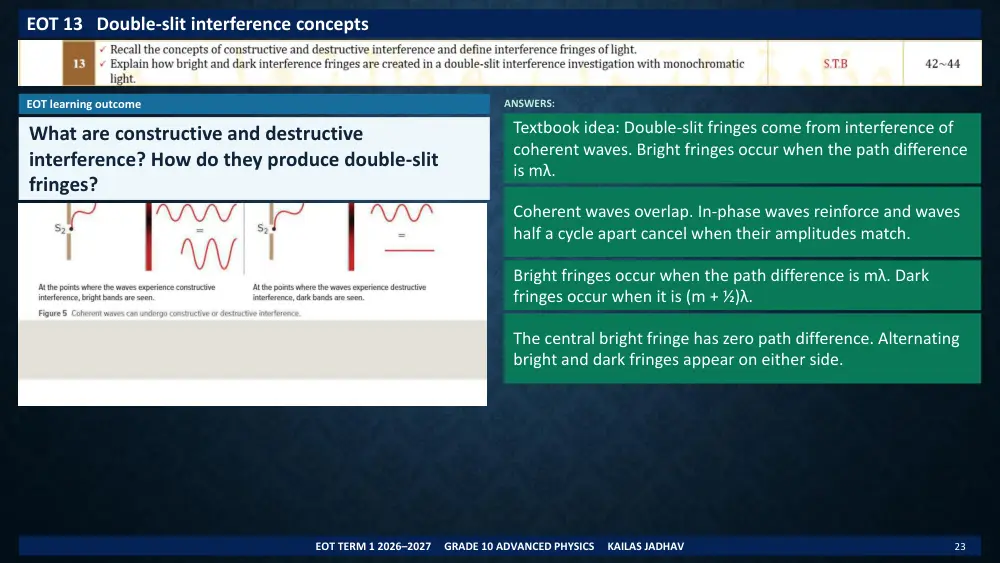 EOT 13 Double-slit interference concepts
13
✓ Recall the concepts of constructive and destructive interference and define interference fringes of light.
✓ Explain how bright and dark interference fringes are created in a double-slit interference investigation with monochromatic
light.
S.T.B
42~44
EOT learning outcome
What are constructive and destructive
interference? How do they produce double-slit
fringes?
S₂
=
S₂
=
At the points where the waves experience constructive
interference, bright bands are seen.
At the points where the waves experience destructive
interference, dark bands are seen.
Figure 5 Coherent waves can undergo constructive or destructive interference.
ANSWERS:
Textbook idea: Double-slit fringes come from interference of
coherent waves. Bright fringes occur when the path difference
is mλ.
Coherent waves overlap. In-phase waves reinforce and waves
half a cycle apart cancel when their amplitudes match.
Bright fringes occur when the path difference is mλ. Dark
fringes occur when it is (m + ½)λ.
The central bright fringe has zero path difference. Alternating
bright and dark fringes appear on either side.
EOT TERM 1 2026–2027 GRADE 10 ADVANCED PHYSICS KAILAS JADHAV
23